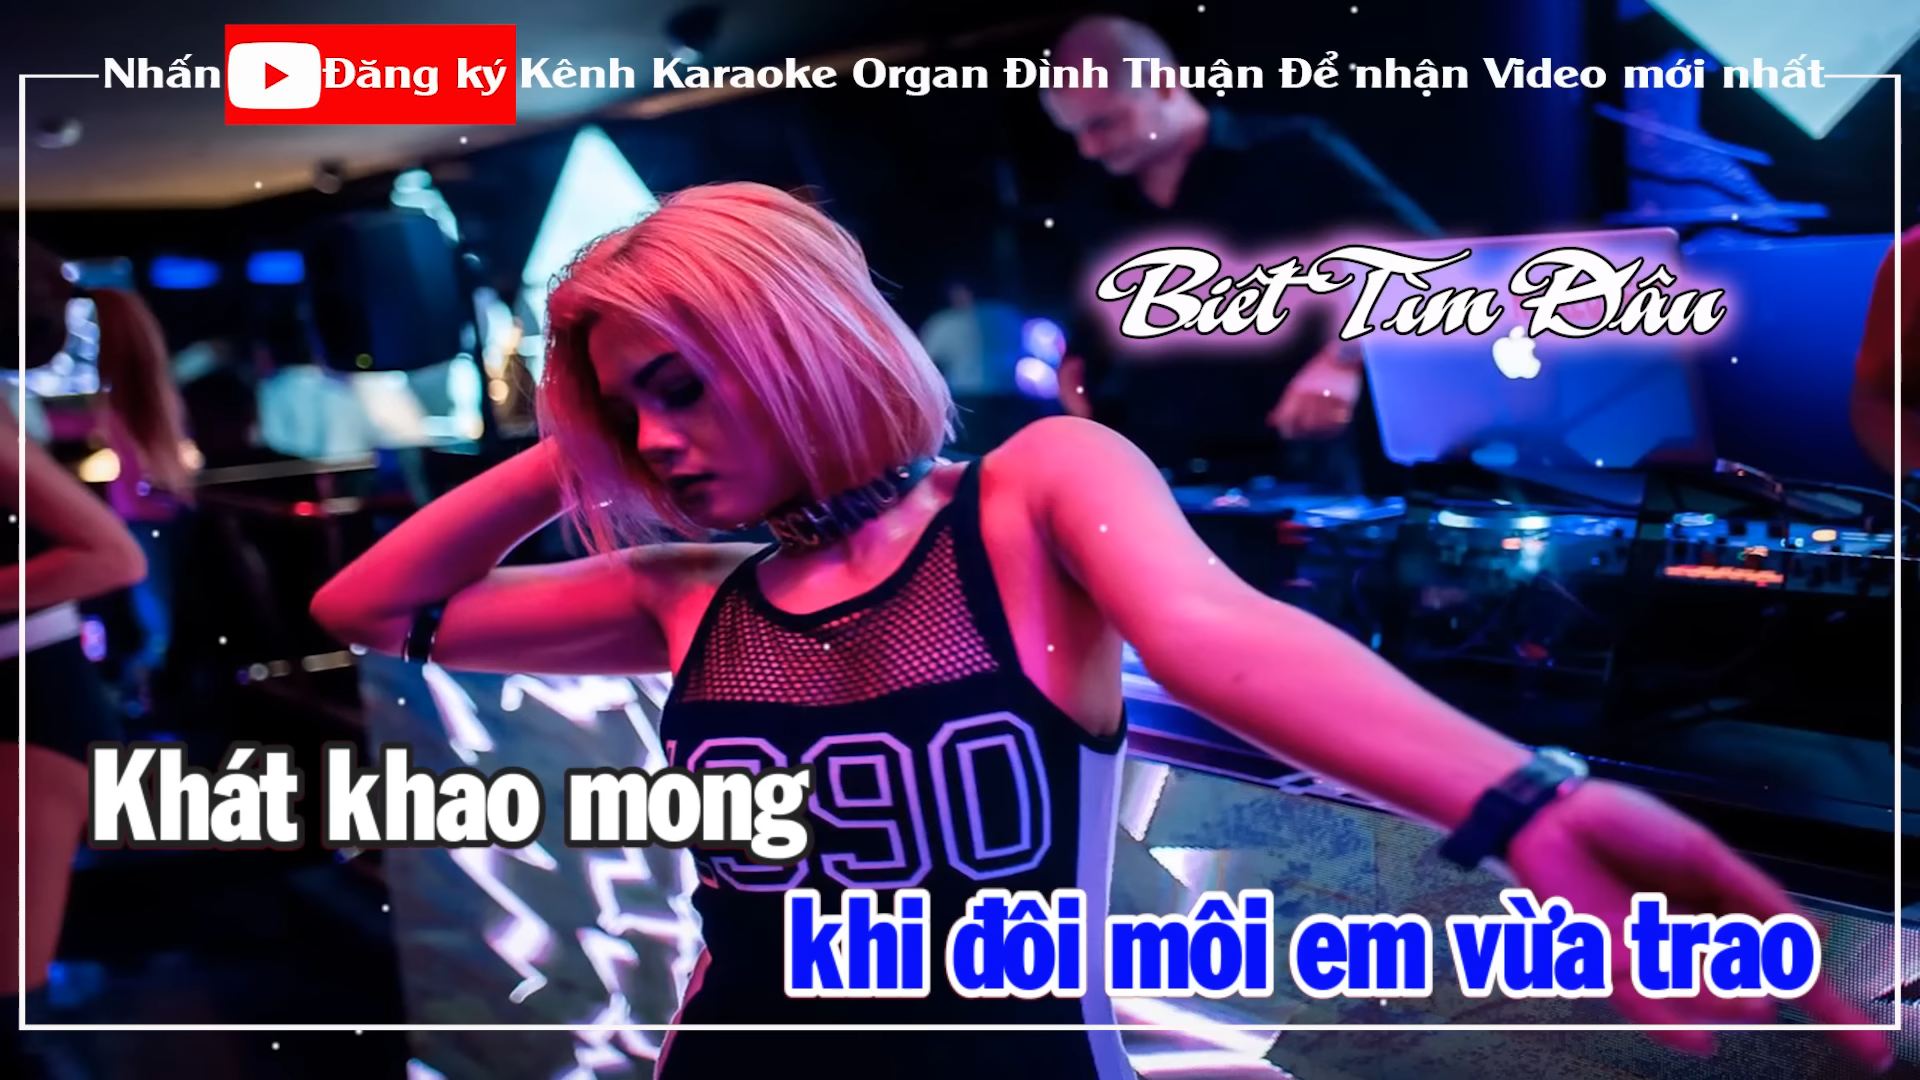 Nhấn Đăng ký Kênh Karaoke Organ Đình Thuận Để nhận Video mới nhất
Biết Tìm Đâu
1990
Khát khao mong
khi đôi môi em vừa trao